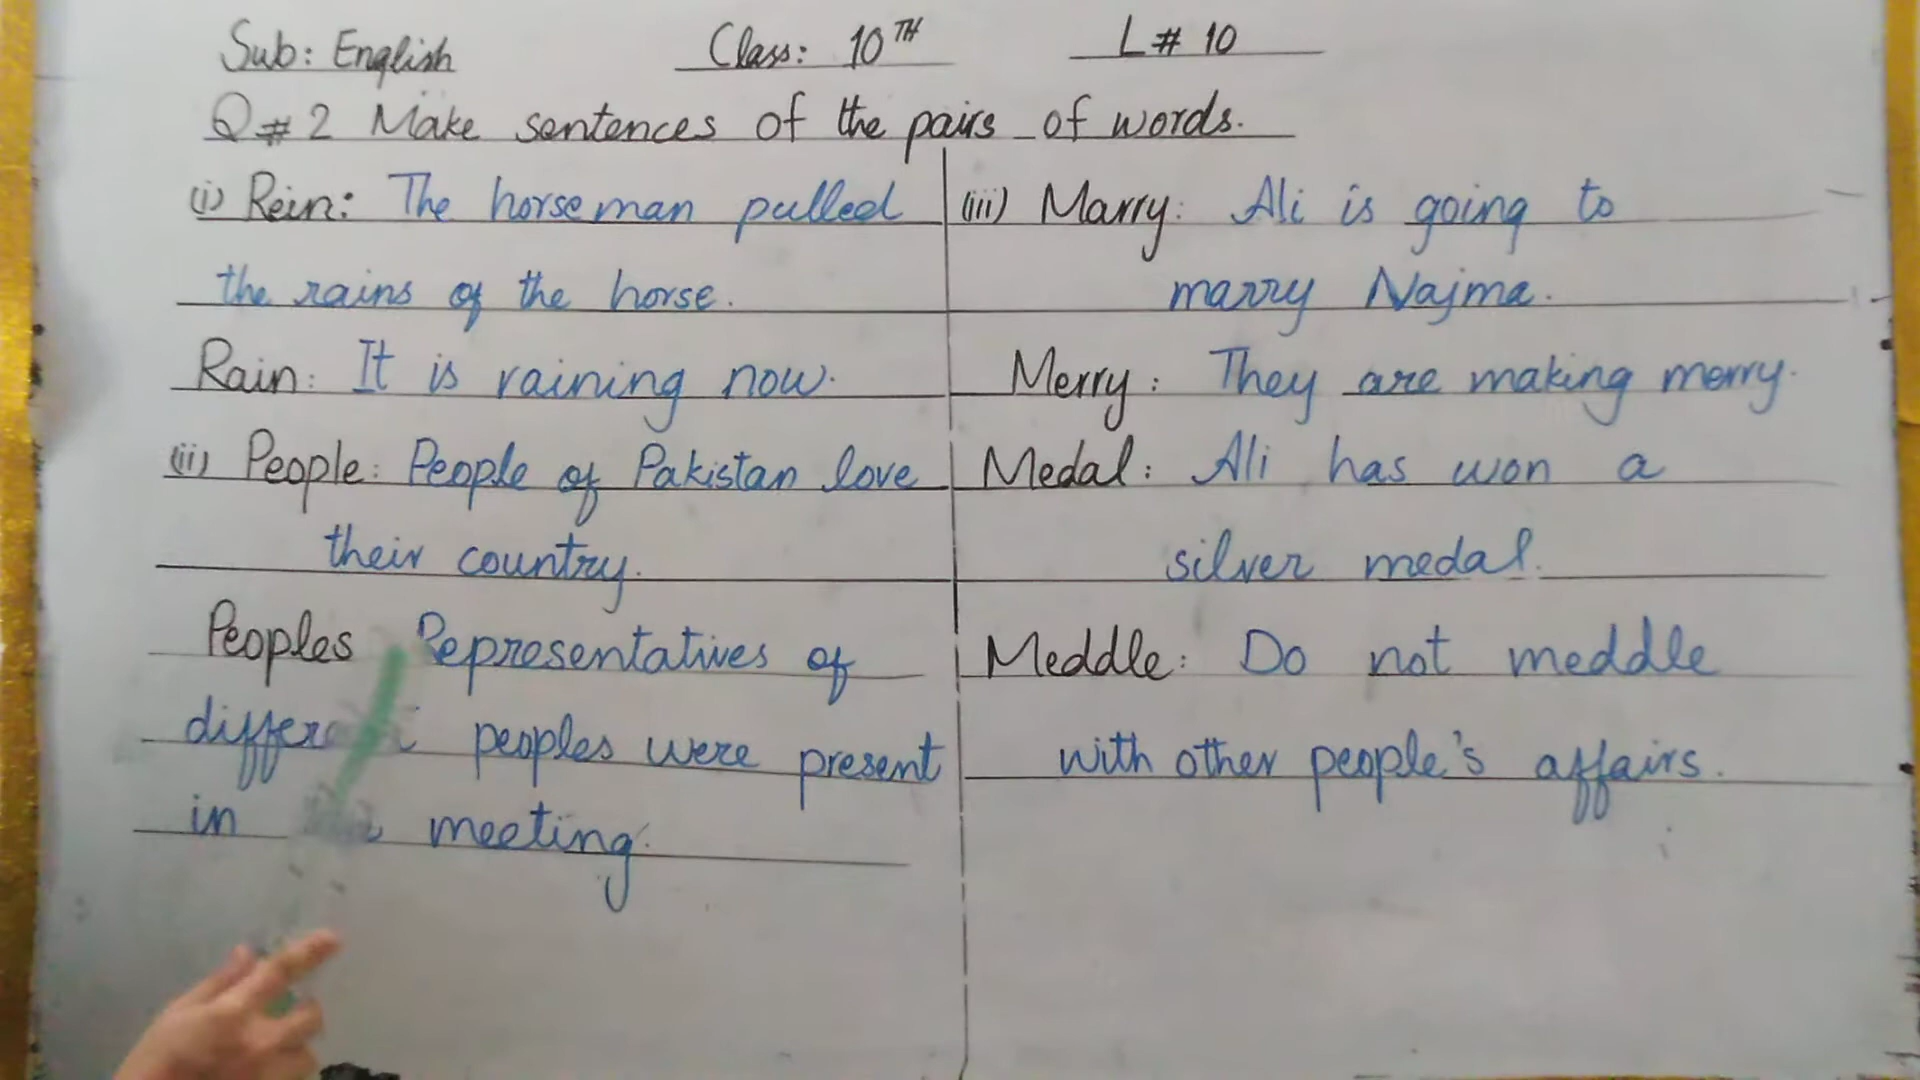 Sub: English Class: 10TH L# 10
Q#2 Make sentences of the pairs of words.
(i) Rein: The horseman pulled
the rains of the horse.
Rain: It is raining now.
(ii) People: People of Pakistan love
their country.
Peoples Representatives of
peoples were present
in meeting.
(iii) Marry: Ali is going to
marry Najma.
Merry: They are making merry.
Medal: Ali has won a
silver medal.
Meddle: Do not meddle
with other people's affairs.